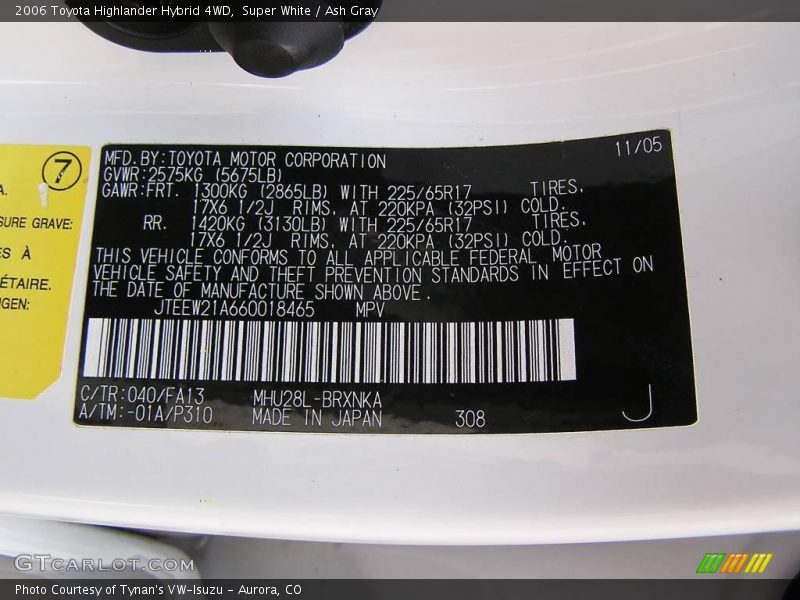 2006 Toyota Highlander Hybrid 4WD, Super White / Ash Gray
11/05
MFD.BY:TOYOTA MOTOR CORPORATION
GVWR:2575KG (5675LB)
GAWR:FRT. 1300KG (2865LB) WITH 225/65R17 TIRES,
17X6 1/2J RIMS, AT 220KPA (32PSI) COLD.
RR. 1420KG (3130LB) WITH 225/65R17 TIRES,
17X6 1/2J RIMS, AT 220KPA (32PSI) COLD.
THIS VEHICLE CONFORMS TO ALL APPLICABLE FEDERAL MOTOR
VEHICLE SAFETY AND THEFT PREVENTION STANDARDS IN EFFECT ON
THE DATE OF MANUFACTURE SHOWN ABOVE.
JTEEW21A660018465 MPV
C/TR:040/FA13 MHU28L-BRXNKA
A/TM:-01A/P310 MADE IN JAPAN 308 J
7
A.
SURE GRAVE:
ES À
ÉTAIRE.
NGEN:
GTCARLOT.COM
Photo Courtesy of Tynan's VW-Isuzu - Aurora, CO